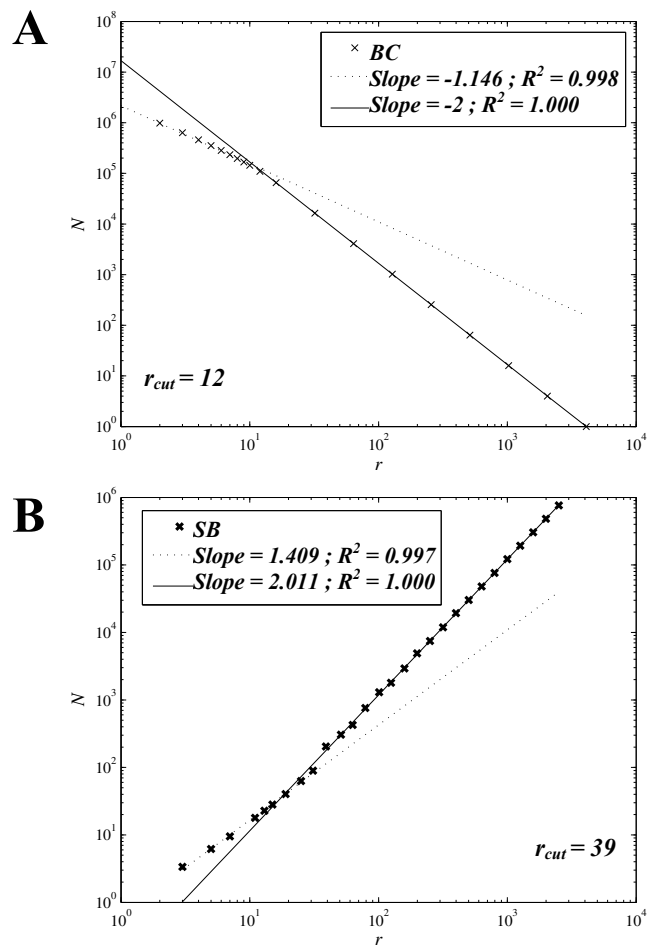 A
BC
Slope = -1.146 ; R² = 0.998
Slope = -2 ; R² = 1.000
10⁸
10⁷
10⁶
10⁵
10⁴
10³
10²
10¹
10⁰
N
r_cut = 12
10⁰ 10¹ 10² 10³ 10⁴
r
B
SB
Slope = 1.409 ; R² = 0.997
Slope = 2.011 ; R² = 1.000
10⁶
10⁵
10⁴
10³
10²
10¹
10⁰
N
r_cut = 39
10⁰ 10¹ 10² 10³ 10⁴
r